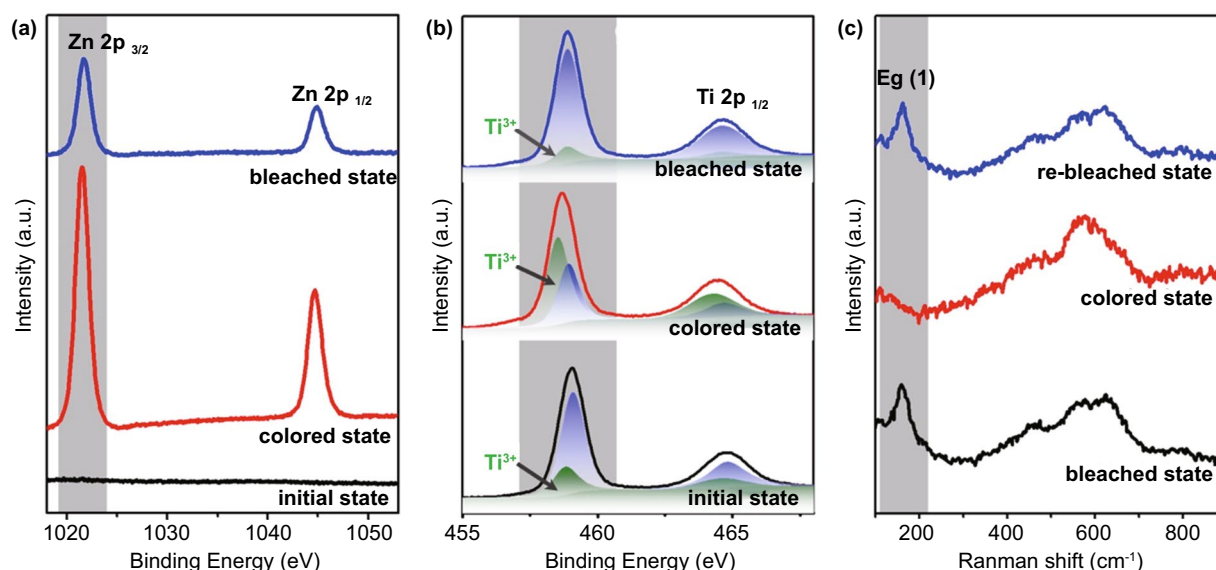 (a)
Zn 2p 3/2
Zn 2p 1/2
bleached state
colored state
initial state
Intensity (a.u.)
1020 1030 1040 1050
Binding Energy (eV)
(b)
Ti 2p 1/2
Ti³⁺
bleached state
Ti³⁺
colored state
Ti³⁺
initial state
Intensity (a.u.)
455 460 465
Binding Energy (eV)
(c)
Eg (1)
re-bleached state
colored state
bleached state
Intensity (a.u.)
200 400 600 800
Ranman shift (cm⁻¹)